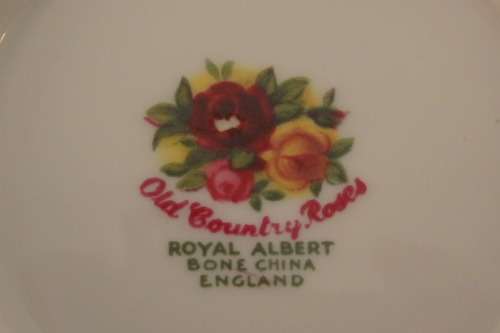 Old Country Roses
ROYAL ALBERT
BONE CHINA
ENGLAND